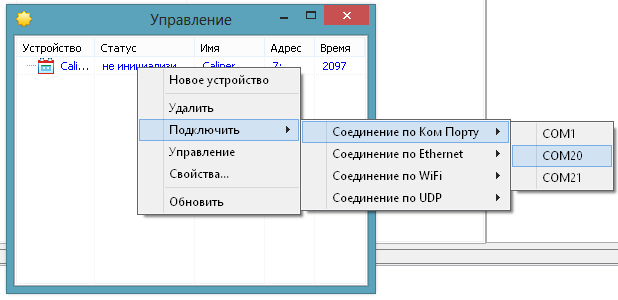 Управление
Устройство Статус Имя Адрес Время
Cali... не инициализи... Caliper 2097
Новое устройство
Удалить
Подключить
Управление
Свойства...
Обновить
Соединение по Ком Порту
Соединение по Ethernet
Соединение по WiFi
Соединение по UDP
COM1
COM20
COM21